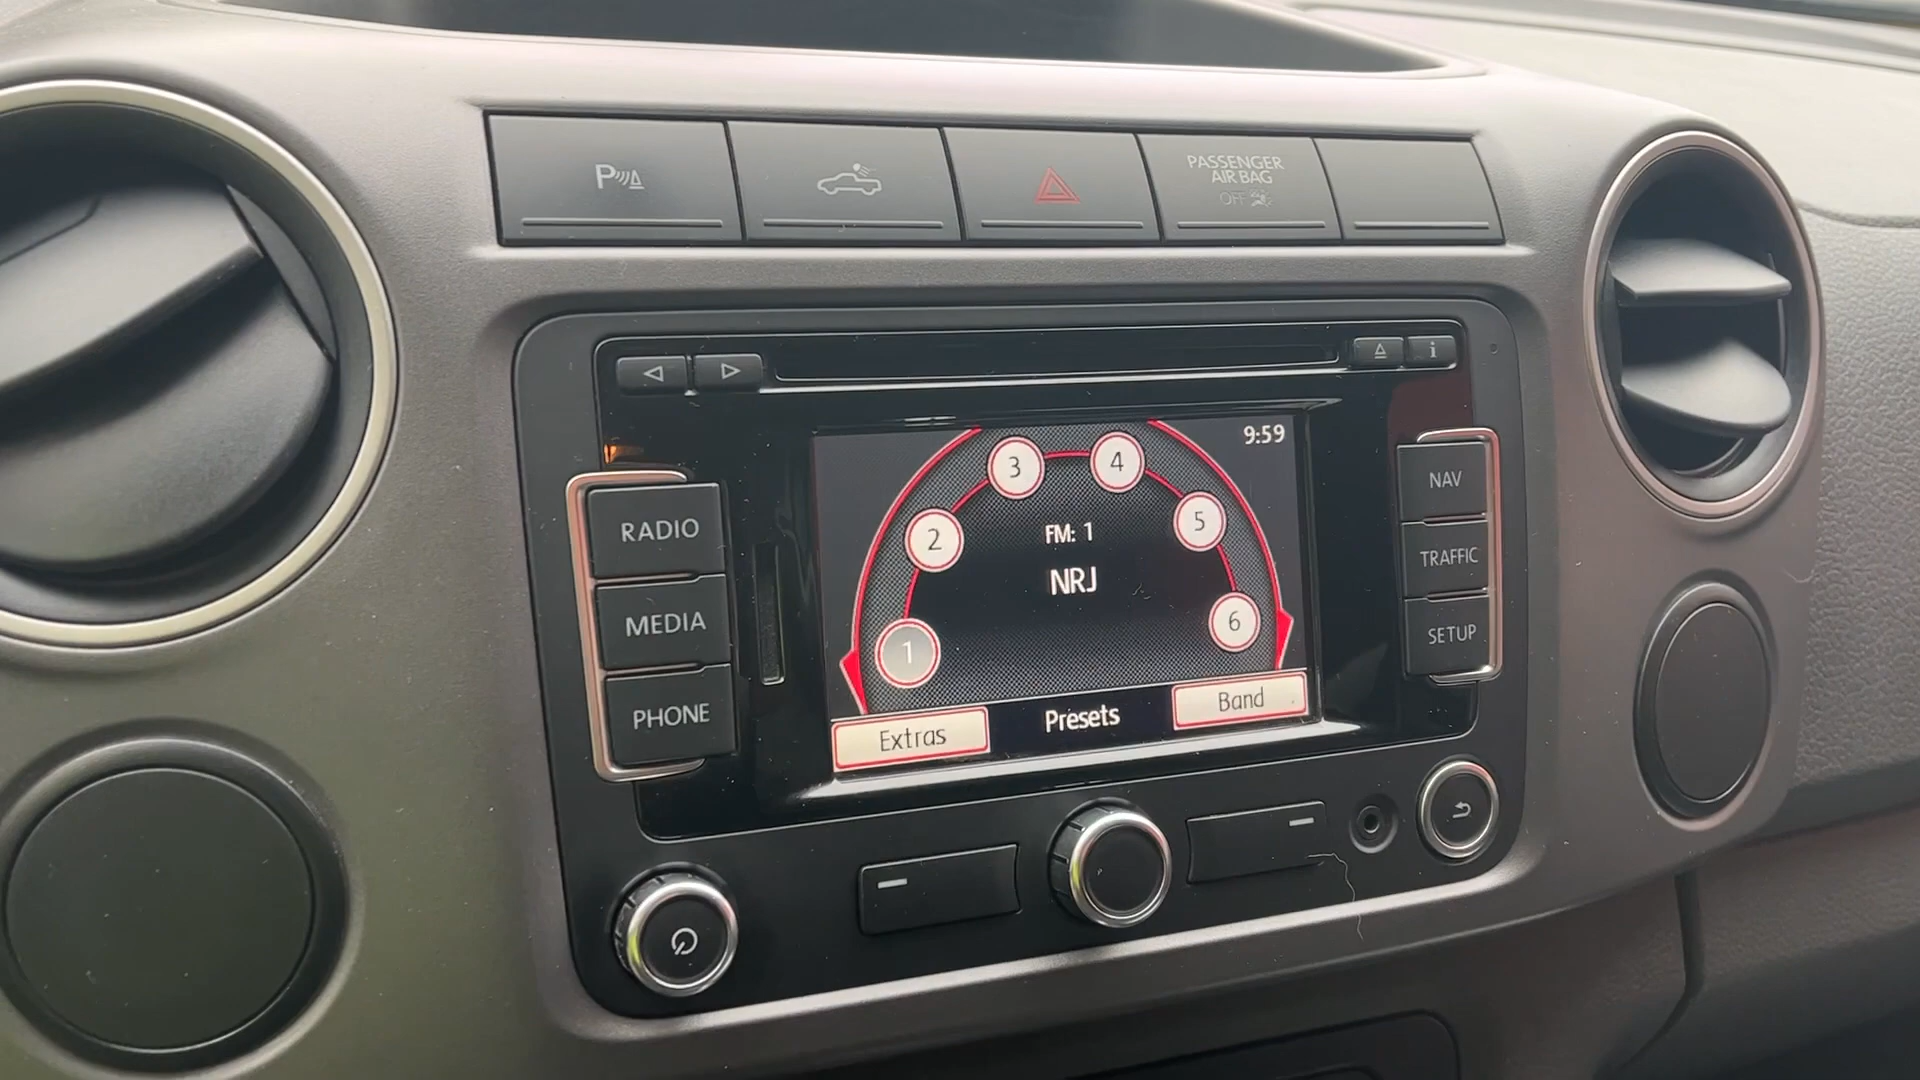 P
PASSENGER
AIR BAG
OFF
i
9:59
3
4
2
5
FM: 1
NRJ
1
6
Extras
Presets
Band
RADIO
MEDIA
PHONE
NAV
TRAFFIC
SETUP